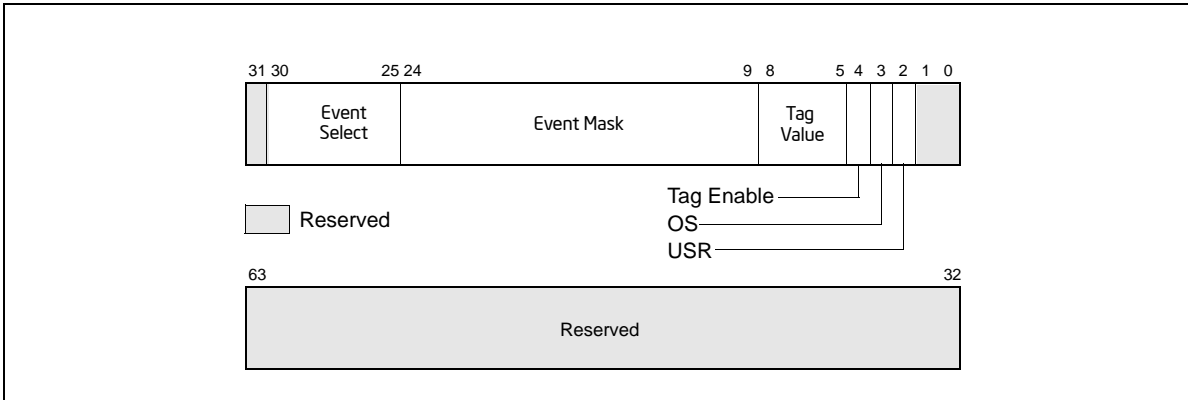 31 30 25 24 9 8 5 4 3 2 1 0
Event
Select
Event Mask
Tag
Value
Tag Enable
Reserved
OS
USR
63 32
Reserved